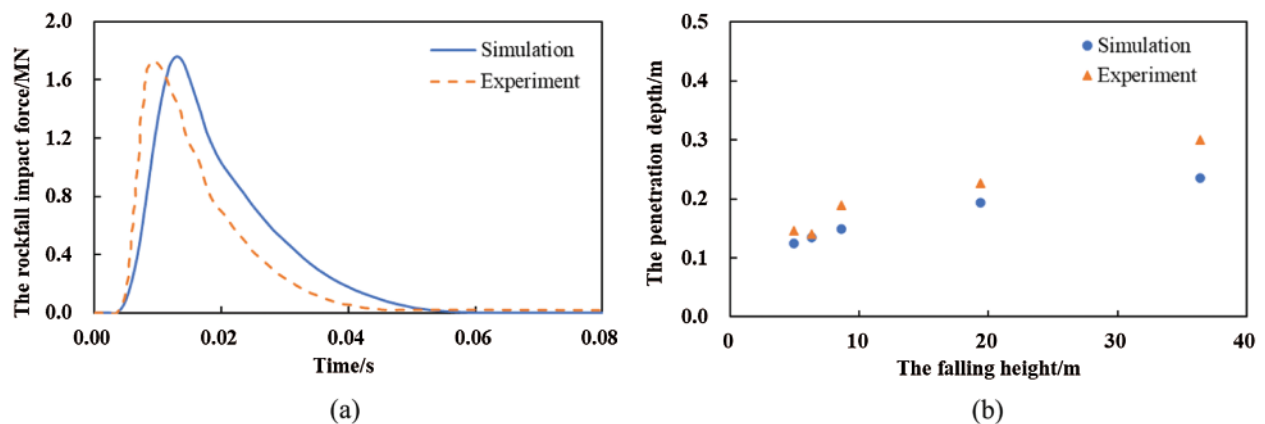 The rockfall impact force/MN
2.0
1.6
1.2
0.8
0.4
0.0
0.00 0.02 0.04 0.06 0.08
Time/s
Simulation
Experiment
(a)
The penetration depth/m
0.5
0.4
0.3
0.2
0.1
0.0
0 10 20 30 40
The falling height/m
Simulation
Experiment
(b)